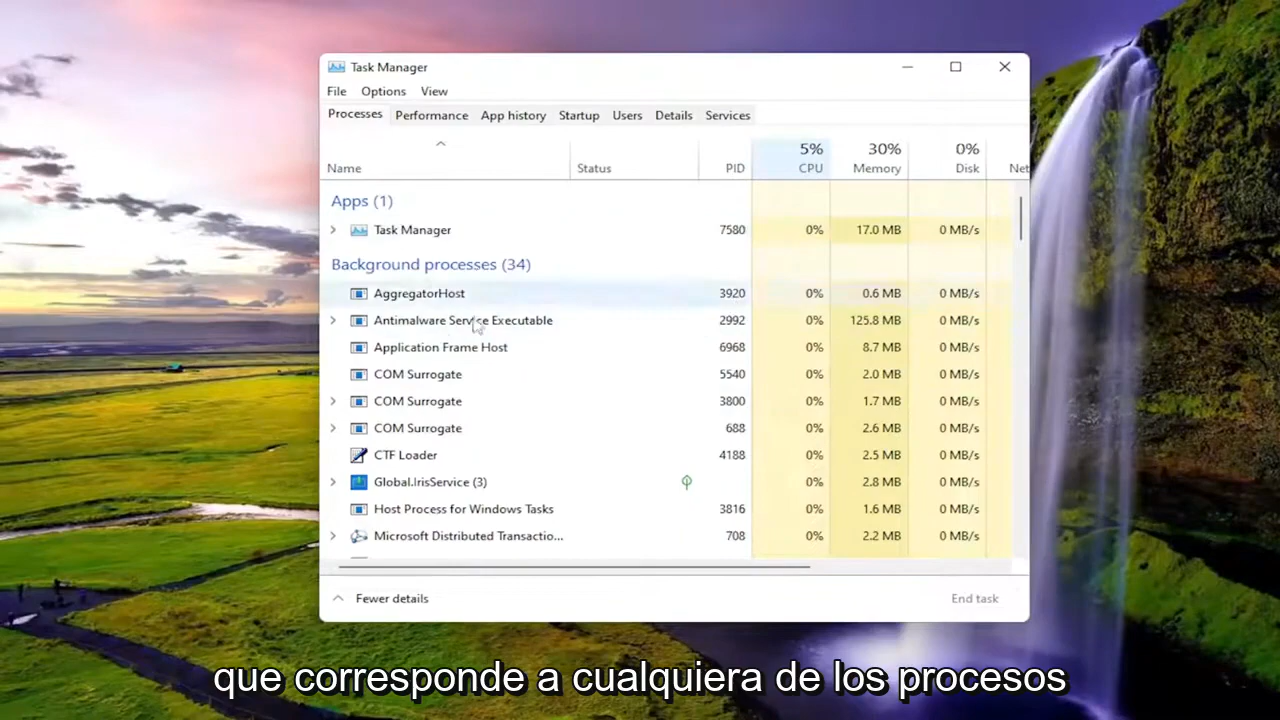 Task Manager
File Options View
Processes Performance App history Startup Users Details Services
5% 30% 0%
Name Status PID CPU Memory Disk Net
Apps (1)
Task Manager 7580 0% 17.0 MB 0 MB/s
Background processes (34)
AggregatorHost 3920 0% 0.6 MB 0 MB/s
Antimalware Service Executable 2992 0% 125.8 MB 0 MB/s
Application Frame Host 6968 0% 8.7 MB 0 MB/s
COM Surrogate 5540 0% 2.0 MB 0 MB/s
COM Surrogate 3800 0% 1.7 MB 0 MB/s
COM Surrogate 688 0% 2.6 MB 0 MB/s
CTF Loader 4188 0% 2.5 MB 0 MB/s
Global.IrisService (3) 0% 2.8 MB 0 MB/s
Host Process for Windows Tasks 3816 0% 1.6 MB 0 MB/s
Microsoft Distributed Transactio... 708 0% 2.2 MB 0 MB/s
Fewer details End task
que corresponde a cualquiera de los procesos